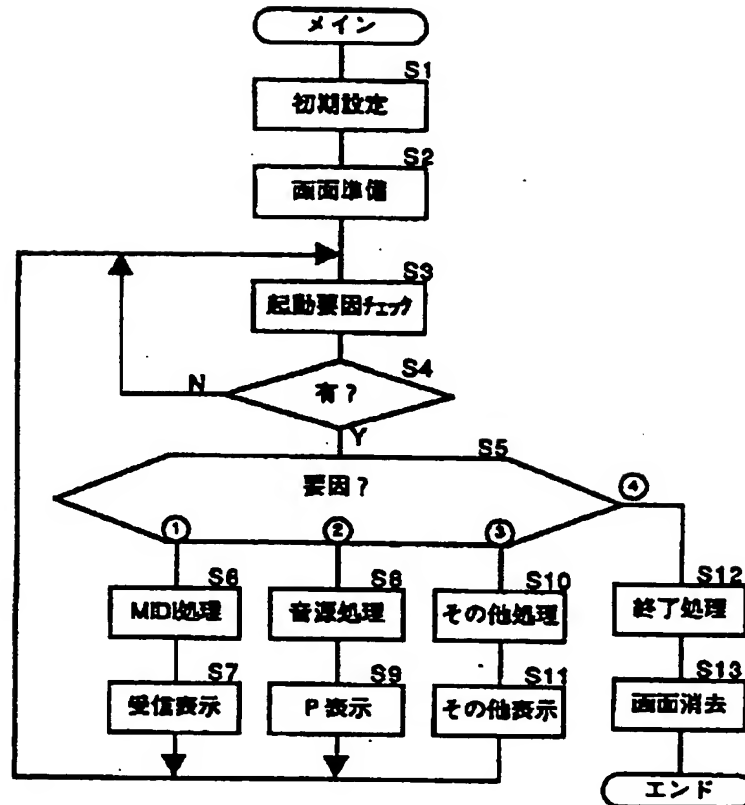 メイン
S1
初期設定
S2
画面準備
S3
起動要因チェック
S4
有?
N
Y
S5
要因?
④
① ② ③
S6 S8 S10 S12
MIDI処理 音源処理 その他処理 終了処理
S7 S9 S11 S13
受信表示 P表示 その他表示 画面消去
エンド